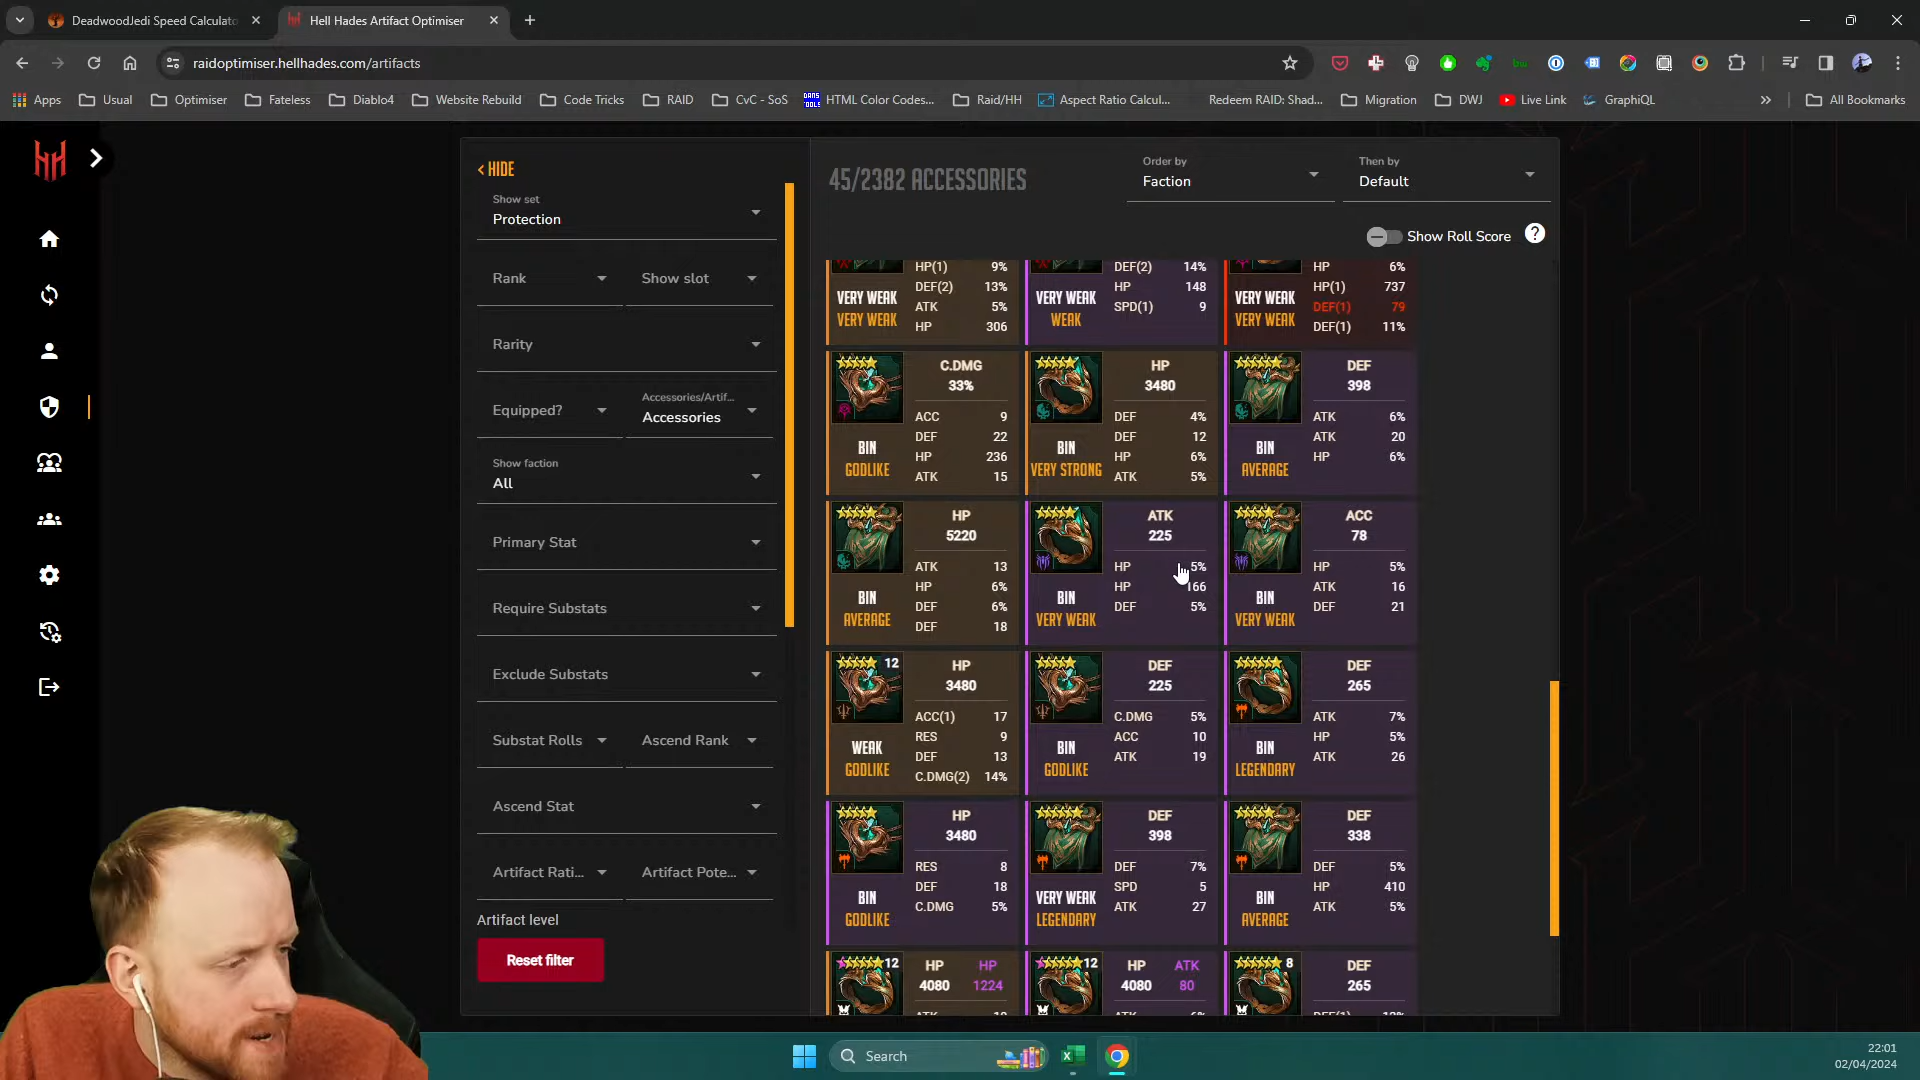 DeadwoodJedi Speed Calculato
Hell Hades Artifact Optimiser
raidoptimiser.hellhades.com/artifacts
Apps
Usual
Optimiser
Fateless
Diablo4
Website Rebuild
Code Tricks
RAID
CvC - SoS
HTML Color Codes...
Raid/HH
Aspect Ratio Calcul...
Redeem RAID: Shad...
Migration
DWJ
Live Link
GraphiQL
All Bookmarks
< HIDE
Show set
Protection
Rank
Show slot
Rarity
Equipped?
Accessories/Artif...
Accessories
Show faction
All
Primary Stat
Require Substats
Exclude Substats
Substat Rolls
Ascend Rank
Ascend Stat
Artifact Rati...
Artifact Pote...
Artifact level
Reset filter
45/2382 ACCESSORIES
Order by
Faction
Then by
Default
Show Roll Score
?
HP(1) 9%
DEF(2) 13%
ATK 5%
HP 306
VERY WEAK
VERY WEAK
DEF(2) 14%
HP 148
SPD(1) 9
VERY WEAK
WEAK
HP 6%
HP(1) 737
DEF(1) 79
DEF(1) 11%
VERY WEAK
VERY WEAK
C.DMG
33%
ACC 9
DEF 22
HP 236
ATK 15
BIN
GODLIKE
HP
3480
DEF 4%
DEF 12
HP 6%
ATK 5%
BIN
VERY STRONG
DEF
398
ATK 6%
ATK 20
HP 6%
BIN
AVERAGE
HP
5220
ATK 13
HP 6%
DEF 6%
DEF 18
BIN
AVERAGE
ATK
225
HP 5%
HP 166
DEF 5%
BIN
VERY WEAK
ACC
78
HP 5%
ATK 16
DEF 21
BIN
VERY WEAK
12
HP
3480
ACC(1) 17
RES 9
DEF 13
C.DMG(2) 14%
WEAK
GODLIKE
DEF
225
C.DMG 5%
ACC 10
ATK 19
BIN
GODLIKE
DEF
265
ATK 7%
HP 5%
ATK 26
BIN
LEGENDARY
HP
3480
RES 8
DEF 18
C.DMG 5%
BIN
GODLIKE
DEF
398
DEF 7%
SPD 5
ATK 27
VERY WEAK
LEGENDARY
DEF
338
DEF 5%
HP 410
ATK 5%
BIN
AVERAGE
12
HP HP
4080 1224
12
HP ATK
4080 80
8
DEF
265
Search
22:01
02/04/2024